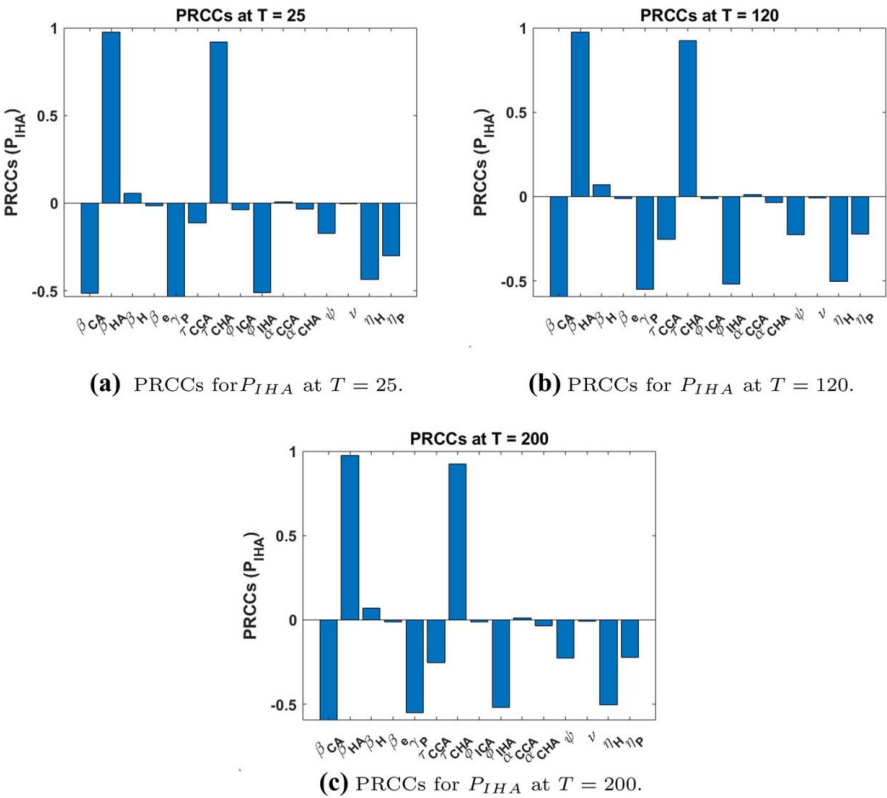 PRCCs at T = 25
PRCCs (P_IHA)
1
0.5
0
-0.5
β_CA β_HA β_H β_e γ_P τ_CCA τ_CHA ϕ_ICA ϕ_IHA α_CCA α_CHA ψ ν η_H η_P
(a) PRCCs for P_IHA at T = 25.
PRCCs at T = 120
PRCCs (P_IHA)
1
0.5
0
-0.5
β_CA β_HA β_H β_e γ_P τ_CCA τ_CHA ϕ_ICA ϕ_IHA α_CCA α_CHA ψ ν η_H η_P
(b) PRCCs for P_IHA at T = 120.
PRCCs at T = 200
PRCCs (P_IHA)
1
0.5
0
-0.5
β_CA β_HA β_H β_e γ_P τ_CCA τ_CHA ϕ_ICA ϕ_IHA α_CCA α_CHA ψ ν η_H η_P
(c) PRCCs for P_IHA at T = 200.